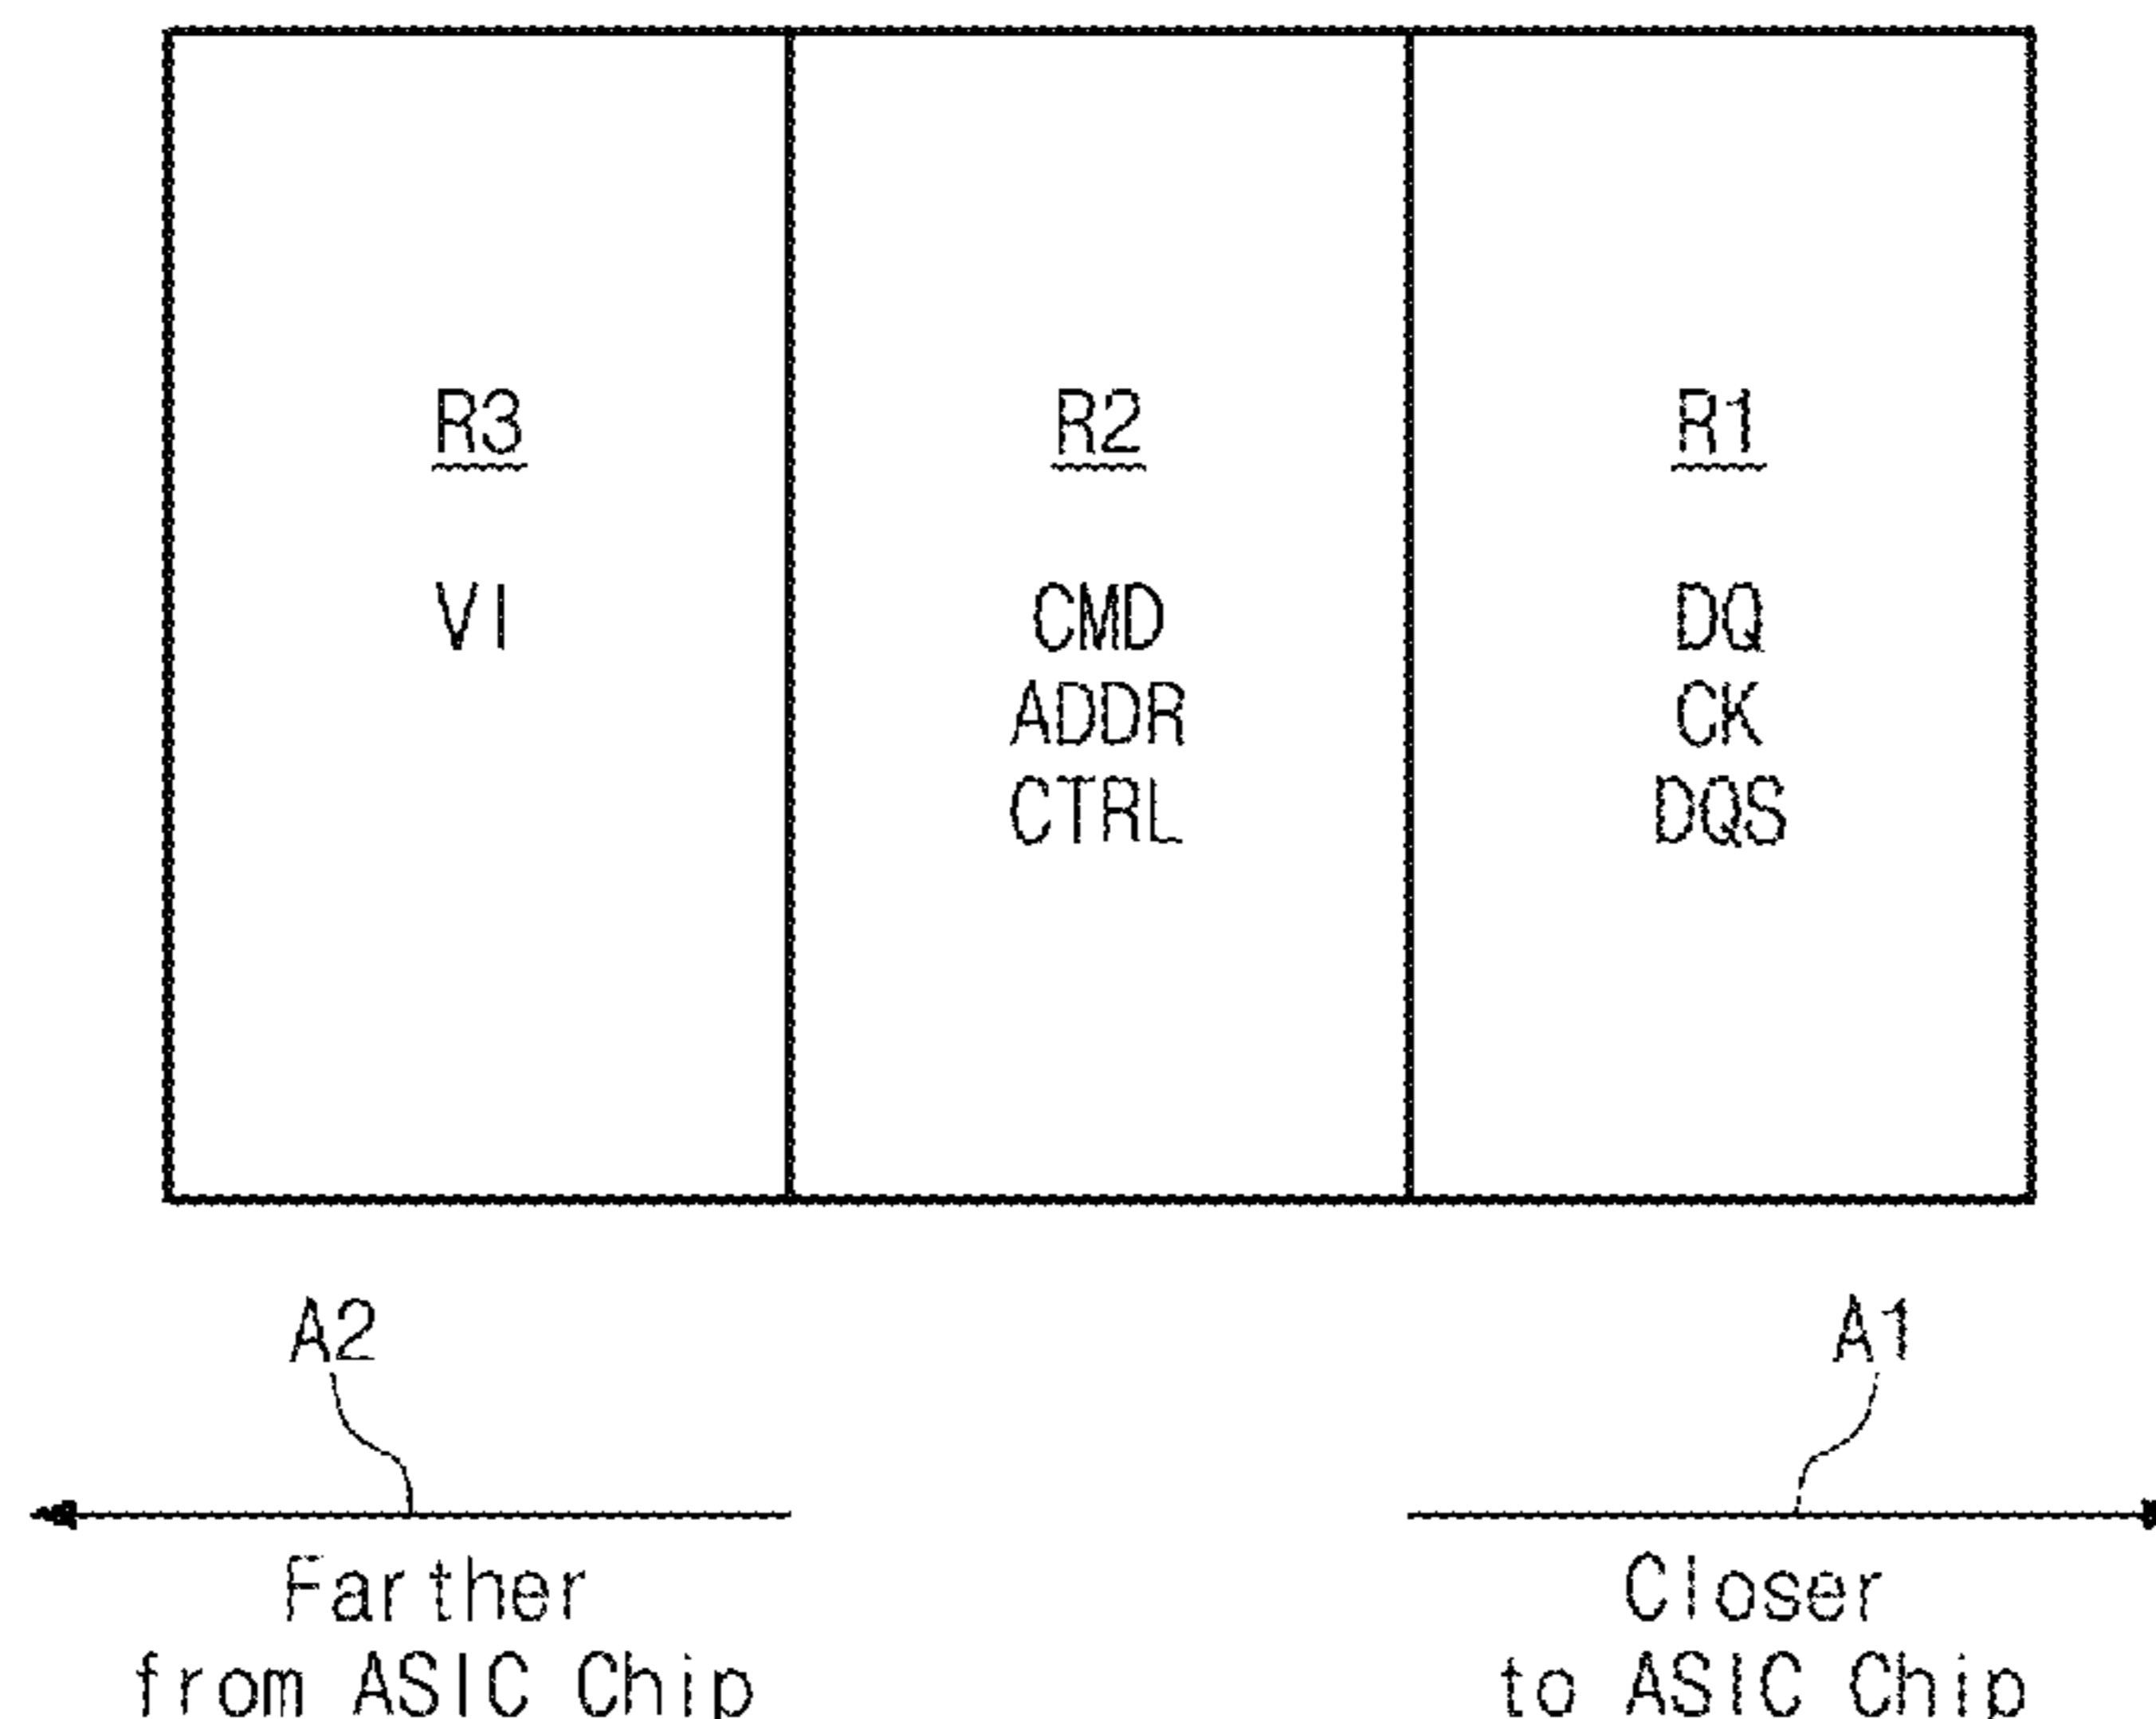 R3
VI
R2
CMD
ADDR
CTRL
R1
DQ
CK
DQS
A2
A1
Farther
from ASIC Chip
Closer
to ASIC Chip